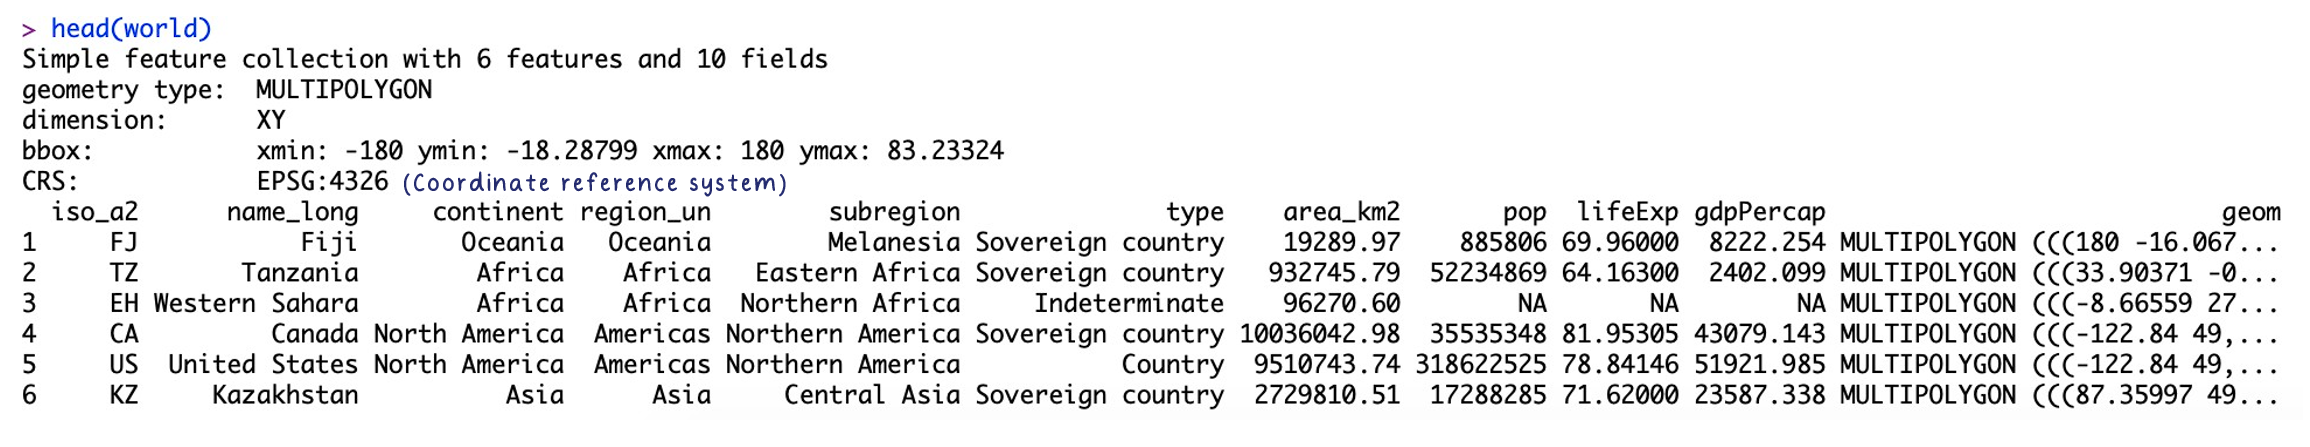 > head(world)
Simple feature collection with 6 features and 10 fields
geometry type:  MULTIPOLYGON
dimension:      XY
bbox:           xmin: -180 ymin: -18.28799 xmax: 180 ymax: 83.23324
CRS:            EPSG:4326 (Coordinate reference system)
  iso_a2      name_long     continent region_un         subregion              type    area_km2       pop  lifeExp gdpPercap                           geom
1     FJ           Fiji       Oceania   Oceania         Melanesia Sovereign country    19289.97    885806 69.96000  8222.254 MULTIPOLYGON (((180 -16.067...
2     TZ       Tanzania        Africa    Africa    Eastern Africa Sovereign country   932745.79  52234869 64.16300  2402.099 MULTIPOLYGON (((33.90371 -0...
3     EH Western Sahara        Africa    Africa   Northern Africa     Indeterminate    96270.60        NA       NA        NA MULTIPOLYGON (((-8.66559 27...
4     CA         Canada North America  Americas  Northern America Sovereign country 10036042.98  35535348 81.95305 43079.143 MULTIPOLYGON (((-122.84 49,...
5     US  United States North America  Americas  Northern America           Country  9510743.74 318622525 78.84146 51921.985 MULTIPOLYGON (((-122.84 49,...
6     KZ     Kazakhstan          Asia      Asia      Central Asia Sovereign country  2729810.51  17288285 71.62000 23587.338 MULTIPOLYGON (((87.35997 49...